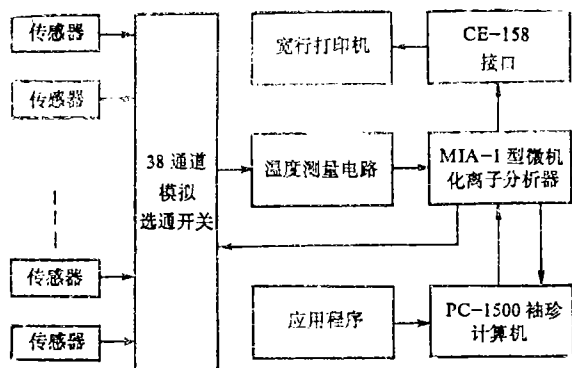 传感器
传感器
传感器
传感器
38 通道
模拟
选通开关
宽行打印机
CE-158
接口
温度测量电路
MIA-1 型微机
化离子分析器
应用程序
PC-1500 袖珍
计算机